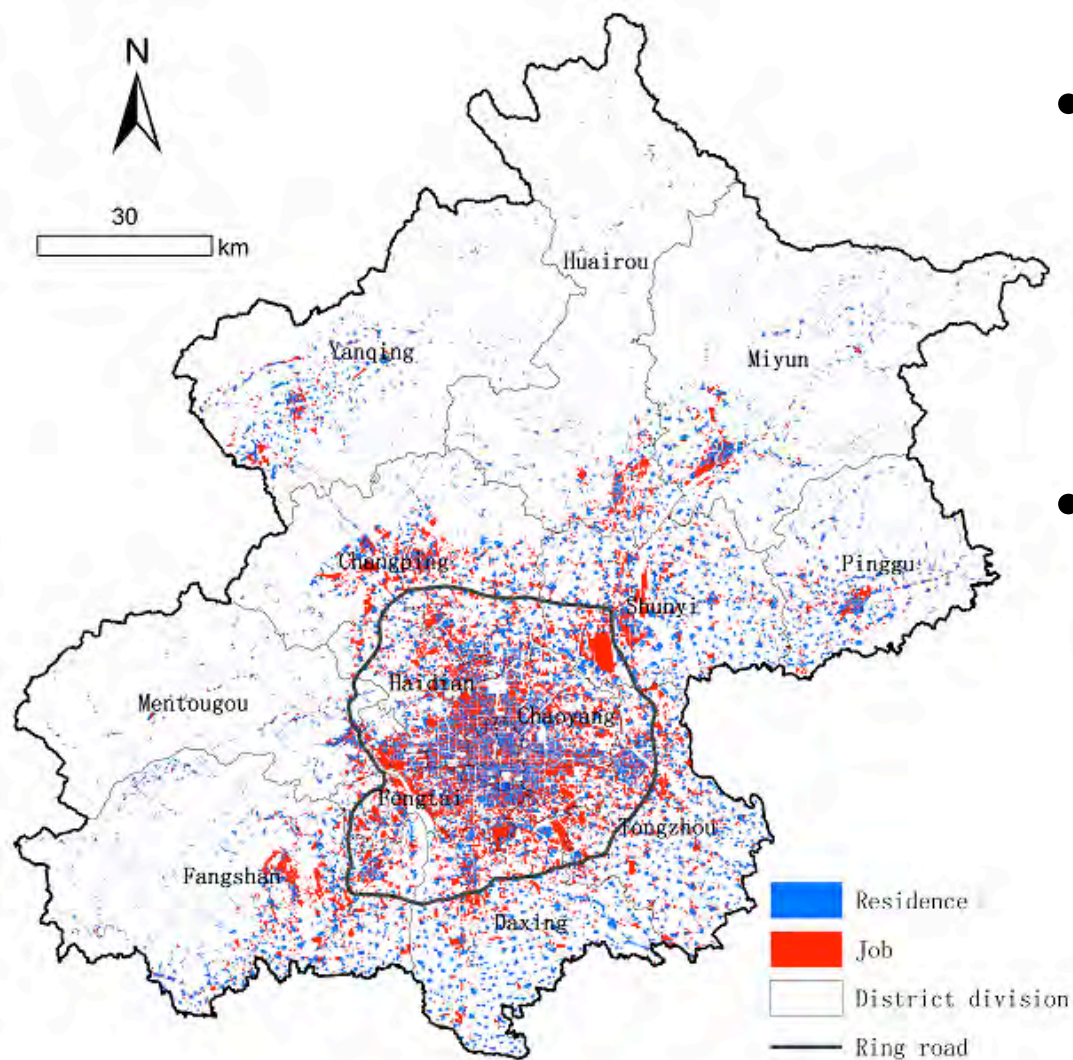 N
30
km
Huairou
Yanqing
Miyun
Changping
Pinggu
Shunyi
Haidian
Mentougou
Chaoyang
Fengtai
Tongzhou
Fangshan
Daxing
Residence
Job
District division
Ring road